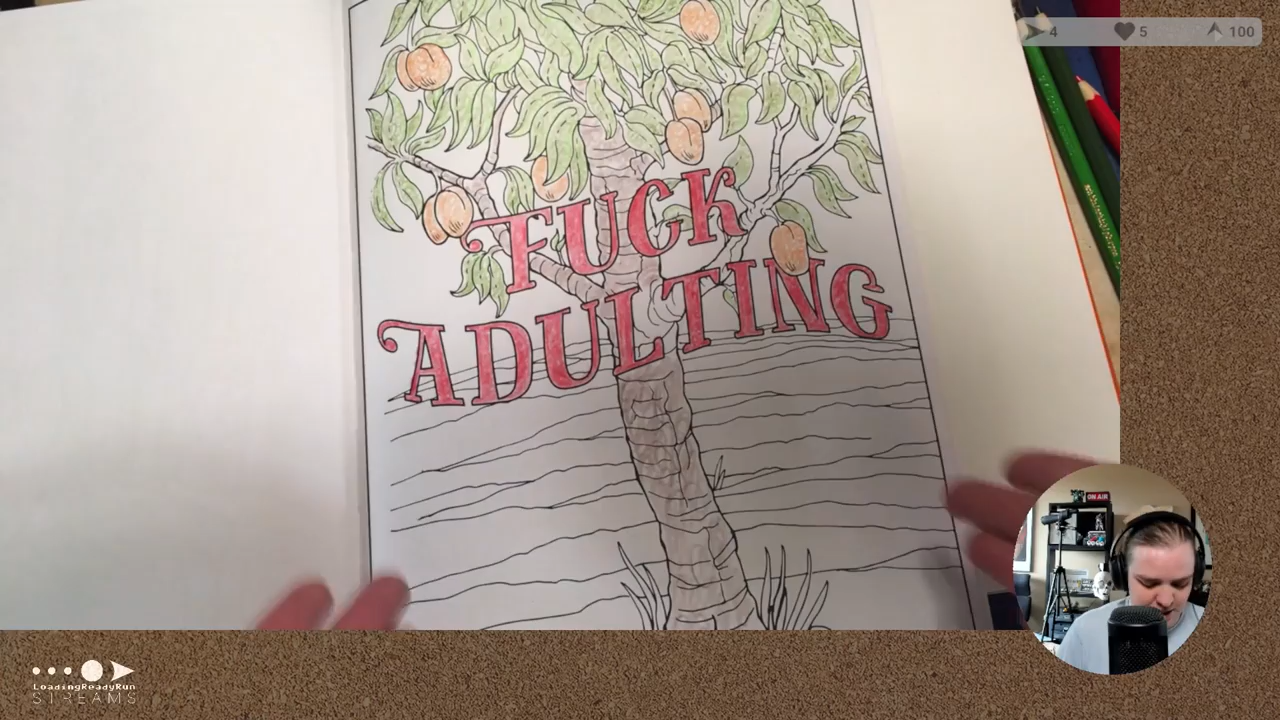 4
5
100
FUCK
ADULTING
ON AIR
LoadingReadyRun
STREAMS